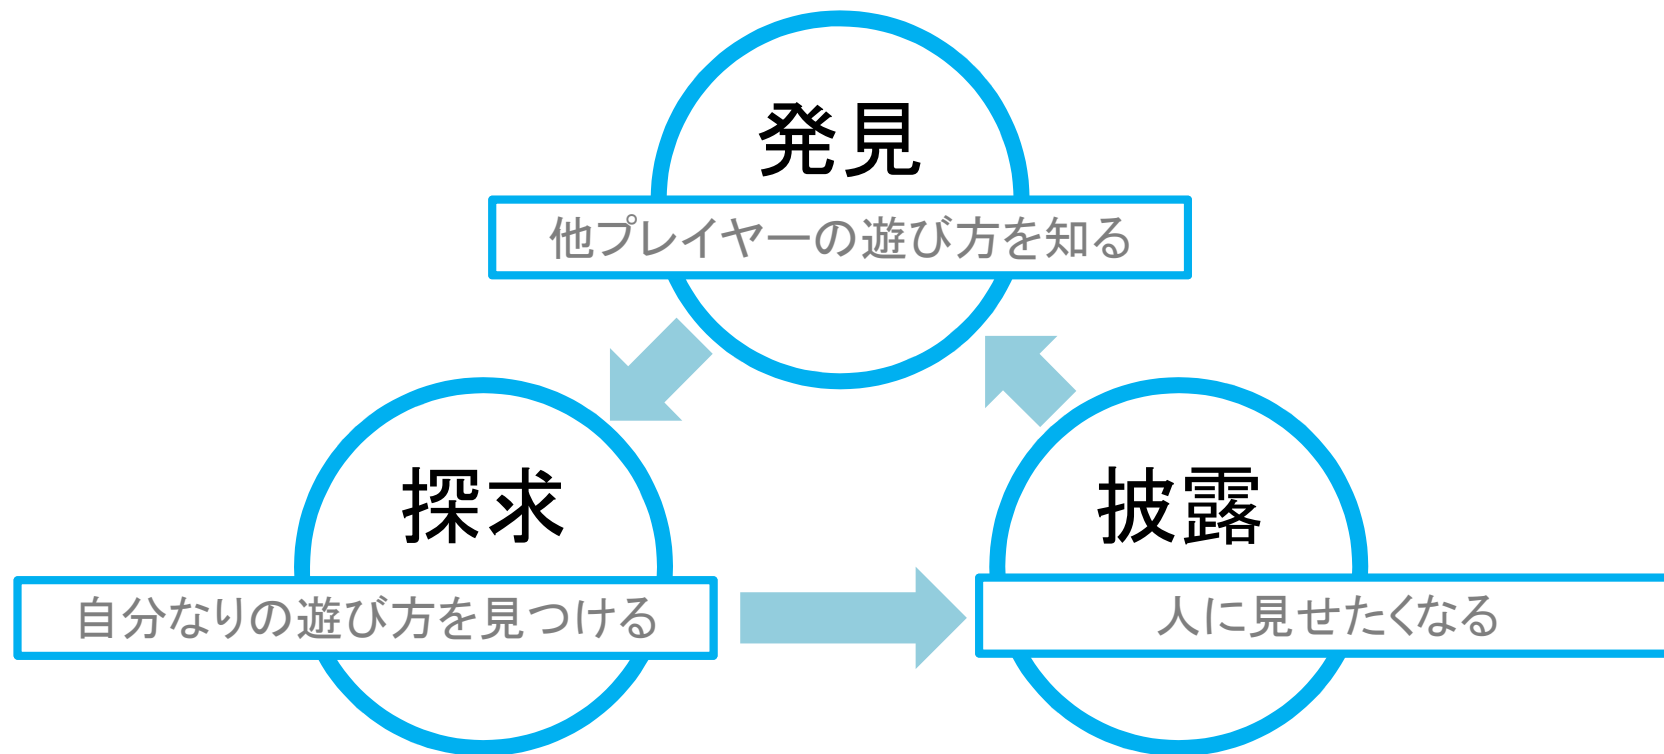 発見
他プレイヤーの遊び方を知る
探求
自分なりの遊び方を見つける
披露
人に見せたくなる